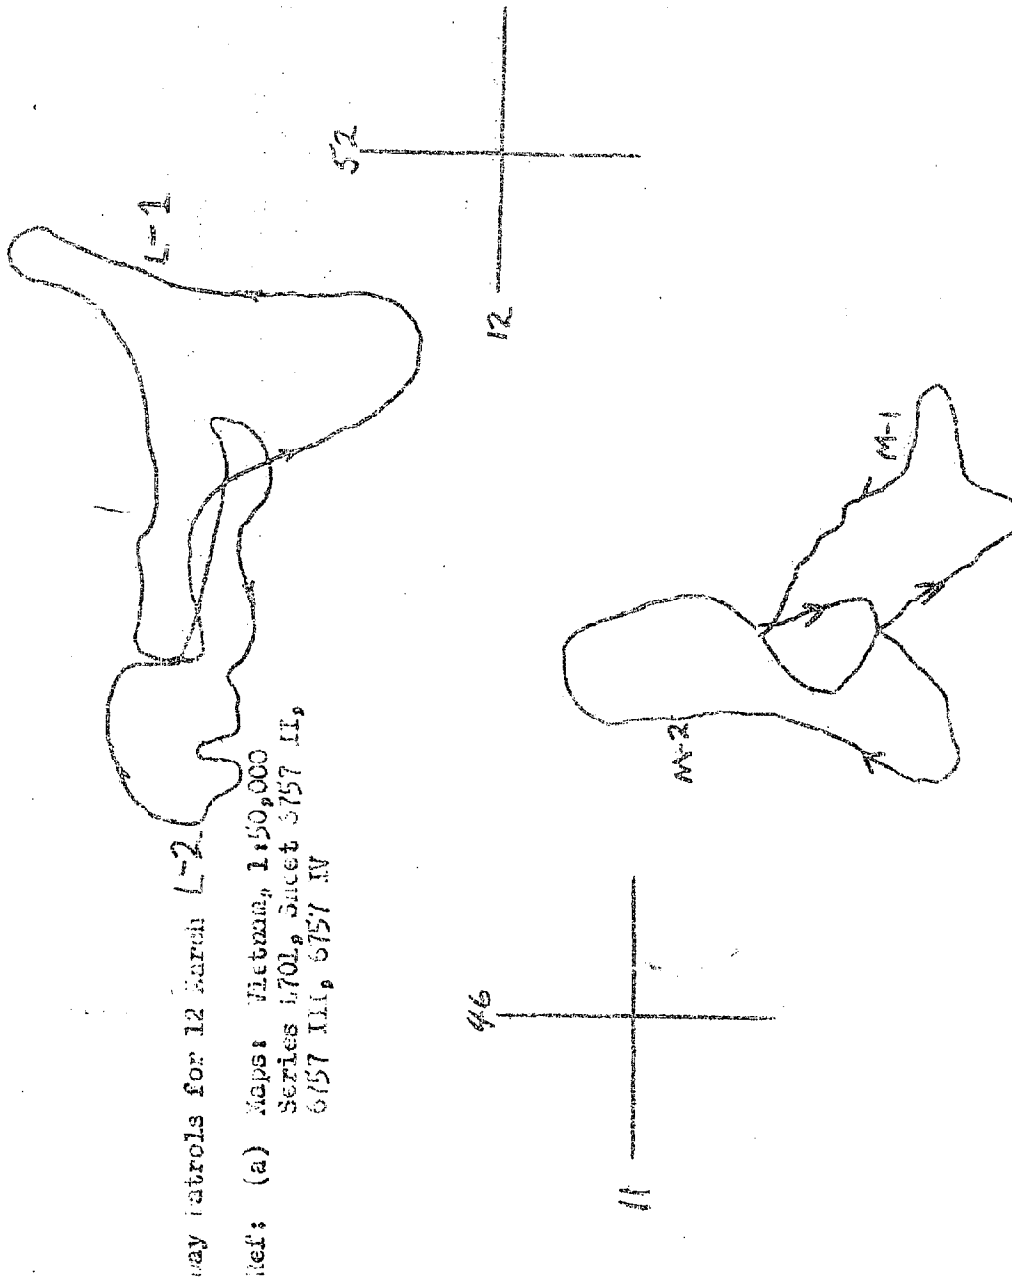 Day Patrols for 12 March
Ref: (a) Maps: Vietnam, 1:50,000
Series L701, Sheet 6757 II,
6757 III, 6757 IV
L-2
L-1
52
12
M-1
M-2
46
11